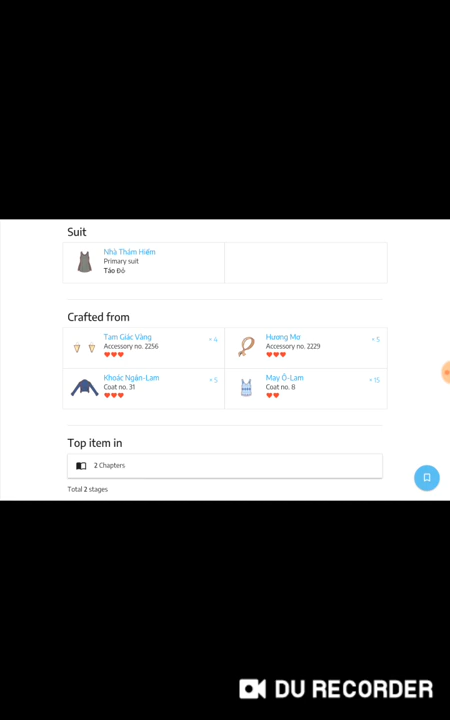 Suit
Nhà Thám Hiểm
Primary suit
Táo Đỏ
Crafted from
Tam Giác Vàng
× 4
Accessory no. 2256
Hương Mơ
× 5
Accessory no. 2229
Khoác Ngắn-Lam
× 5
Coat no. 31
May Ô-Lam
× 15
Coat no. 8
Top item in
2 Chapters
Total 2 stages
DU RECORDER